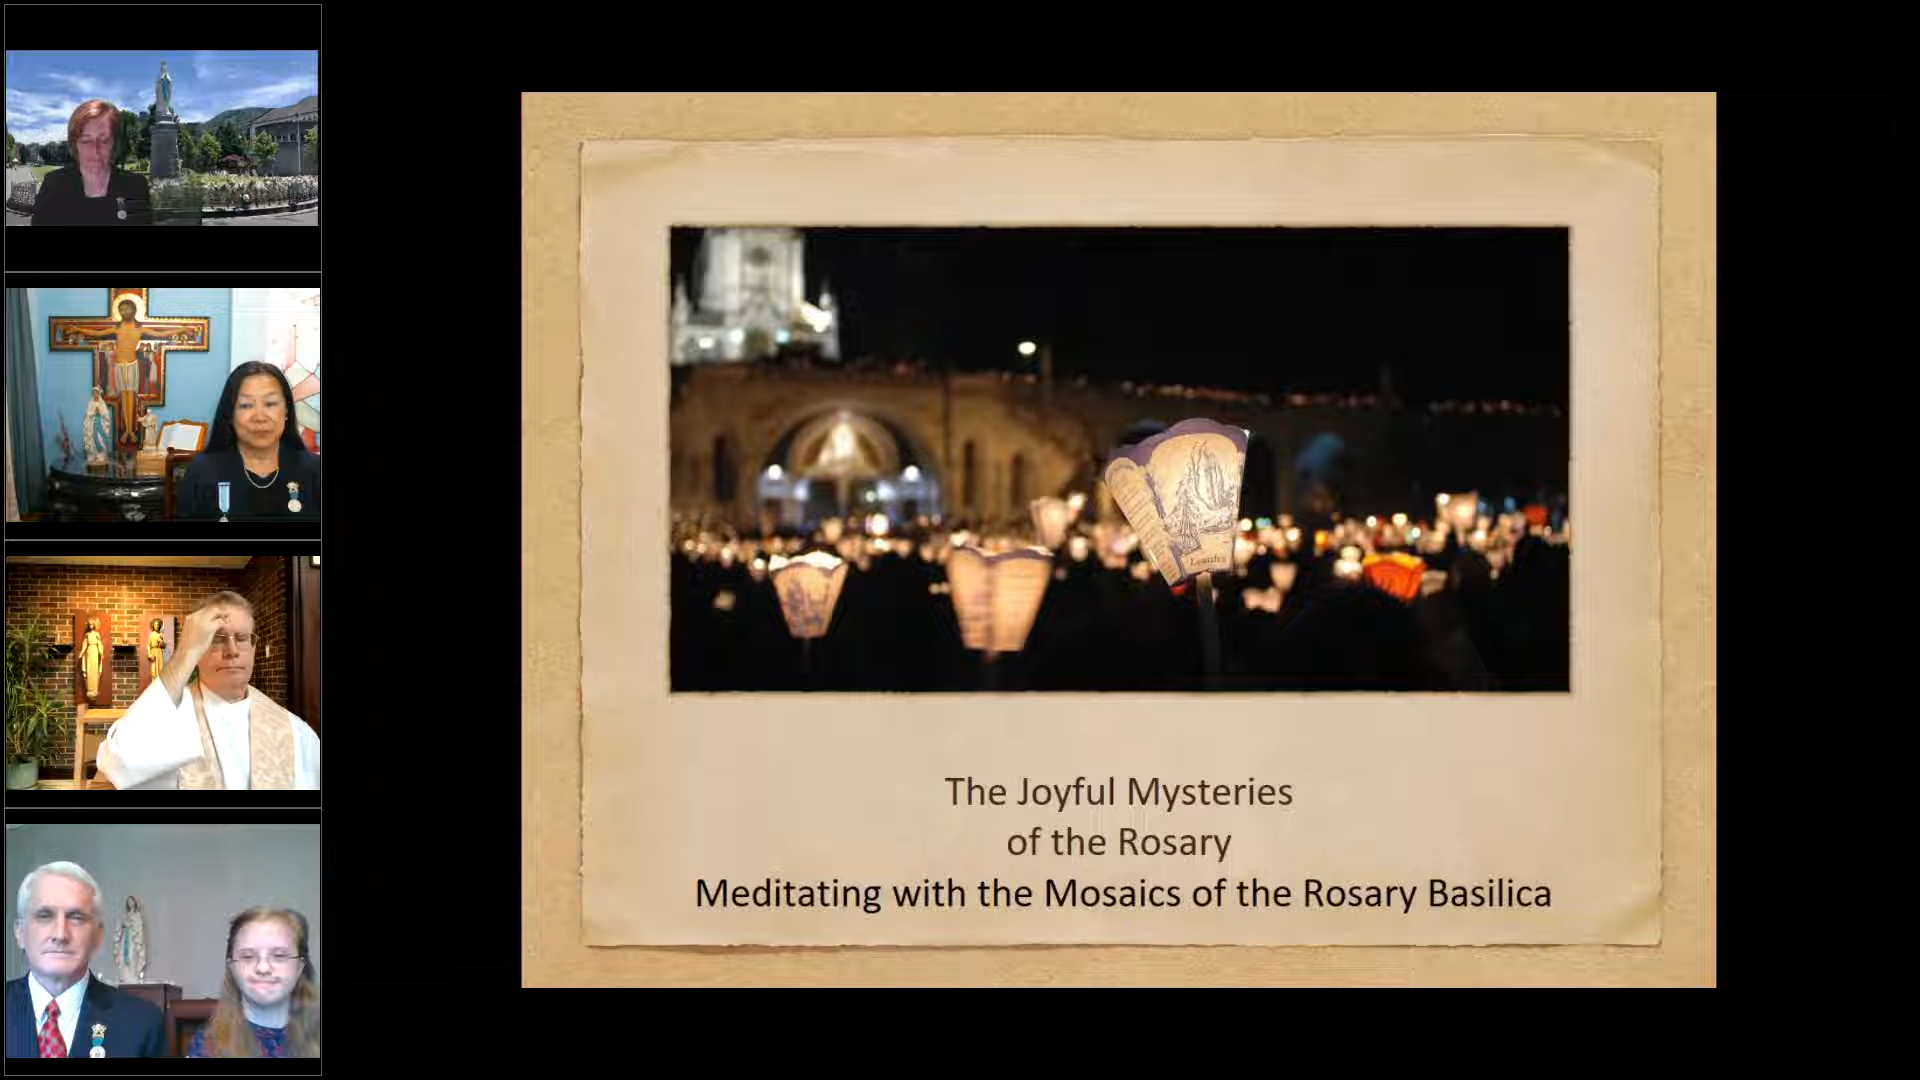 The Joyful Mysteries
of the Rosary
Meditating with the Mosaics of the Rosary Basilica